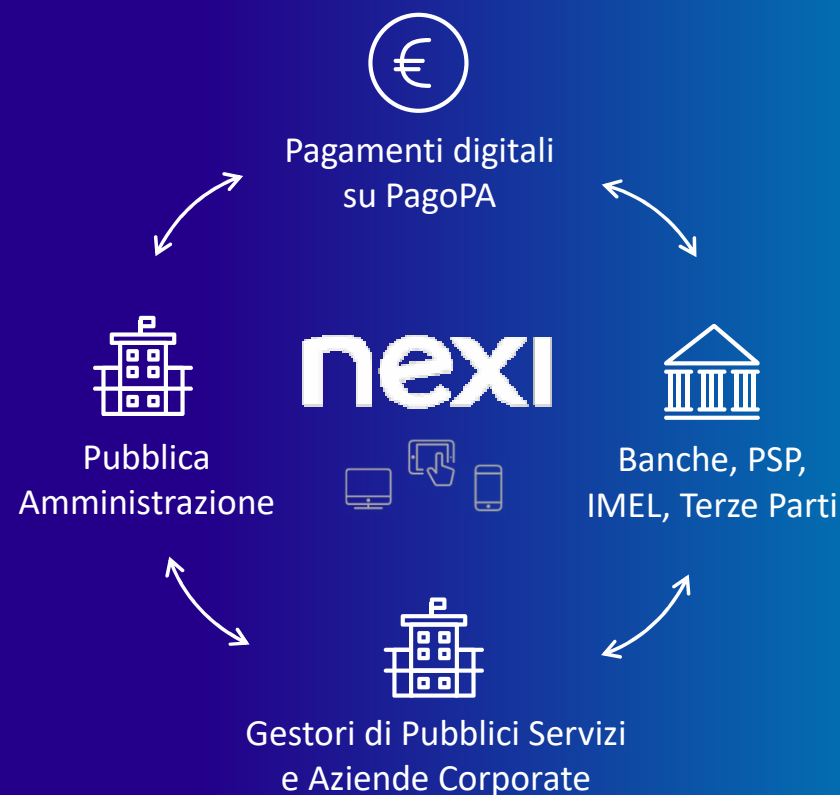 €
Pagamenti digitali
su PagoPA
nexi
Pubblica
Amministrazione
Banche, PSP,
IMEL, Terze Parti
Gestori di Pubblici Servizi
e Aziende Corporate